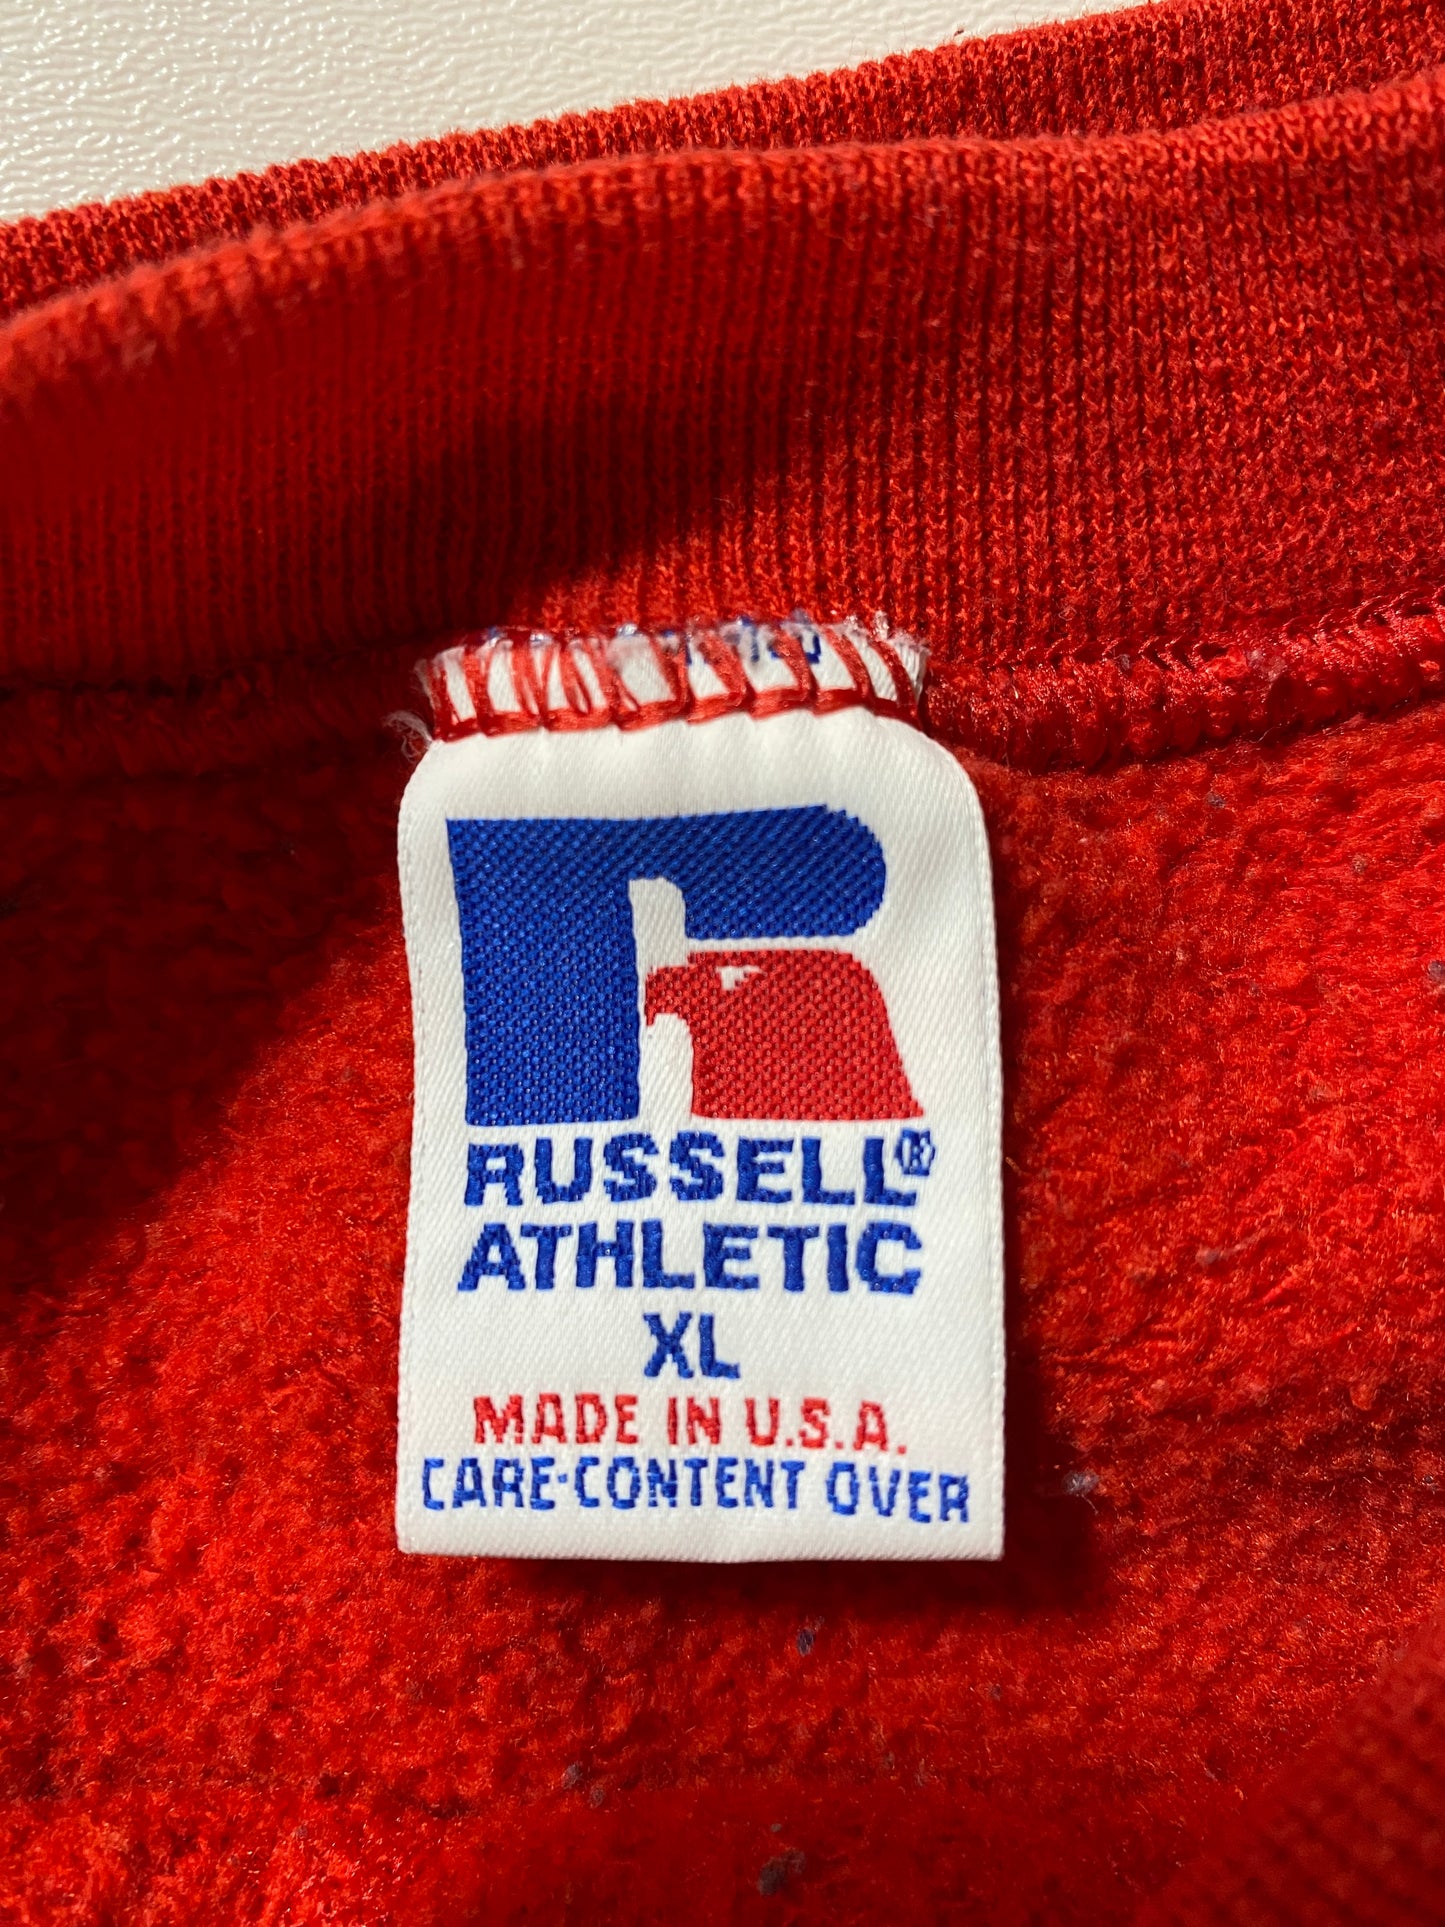 RUSSELL®
ATHLETIC
XL
MADE IN U.S.A.
CARE-CONTENT OVER